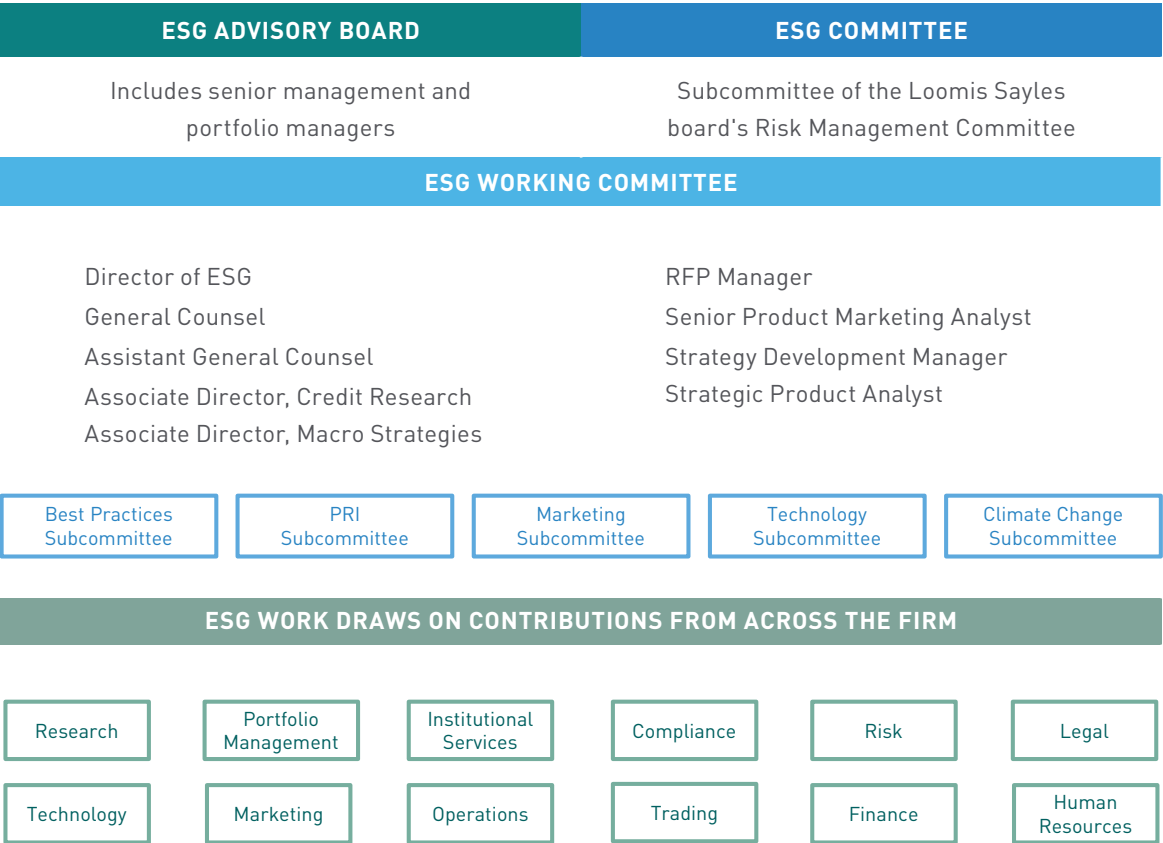 ESG ADVISORY BOARD
ESG COMMITTEE
Includes senior management and
portfolio managers
Subcommittee of the Loomis Sayles
board's Risk Management Committee
ESG WORKING COMMITTEE
Director of ESG
General Counsel
Assistant General Counsel
Associate Director, Credit Research
Associate Director, Macro Strategies
RFP Manager
Senior Product Marketing Analyst
Strategy Development Manager
Strategic Product Analyst
Best Practices
Subcommittee
PRI
Subcommittee
Marketing
Subcommittee
Technology
Subcommittee
Climate Change
Subcommittee
ESG WORK DRAWS ON CONTRIBUTIONS FROM ACROSS THE FIRM
Research
Portfolio
Management
Institutional
Services
Compliance
Risk
Legal
Technology
Marketing
Operations
Trading
Finance
Human
Resources